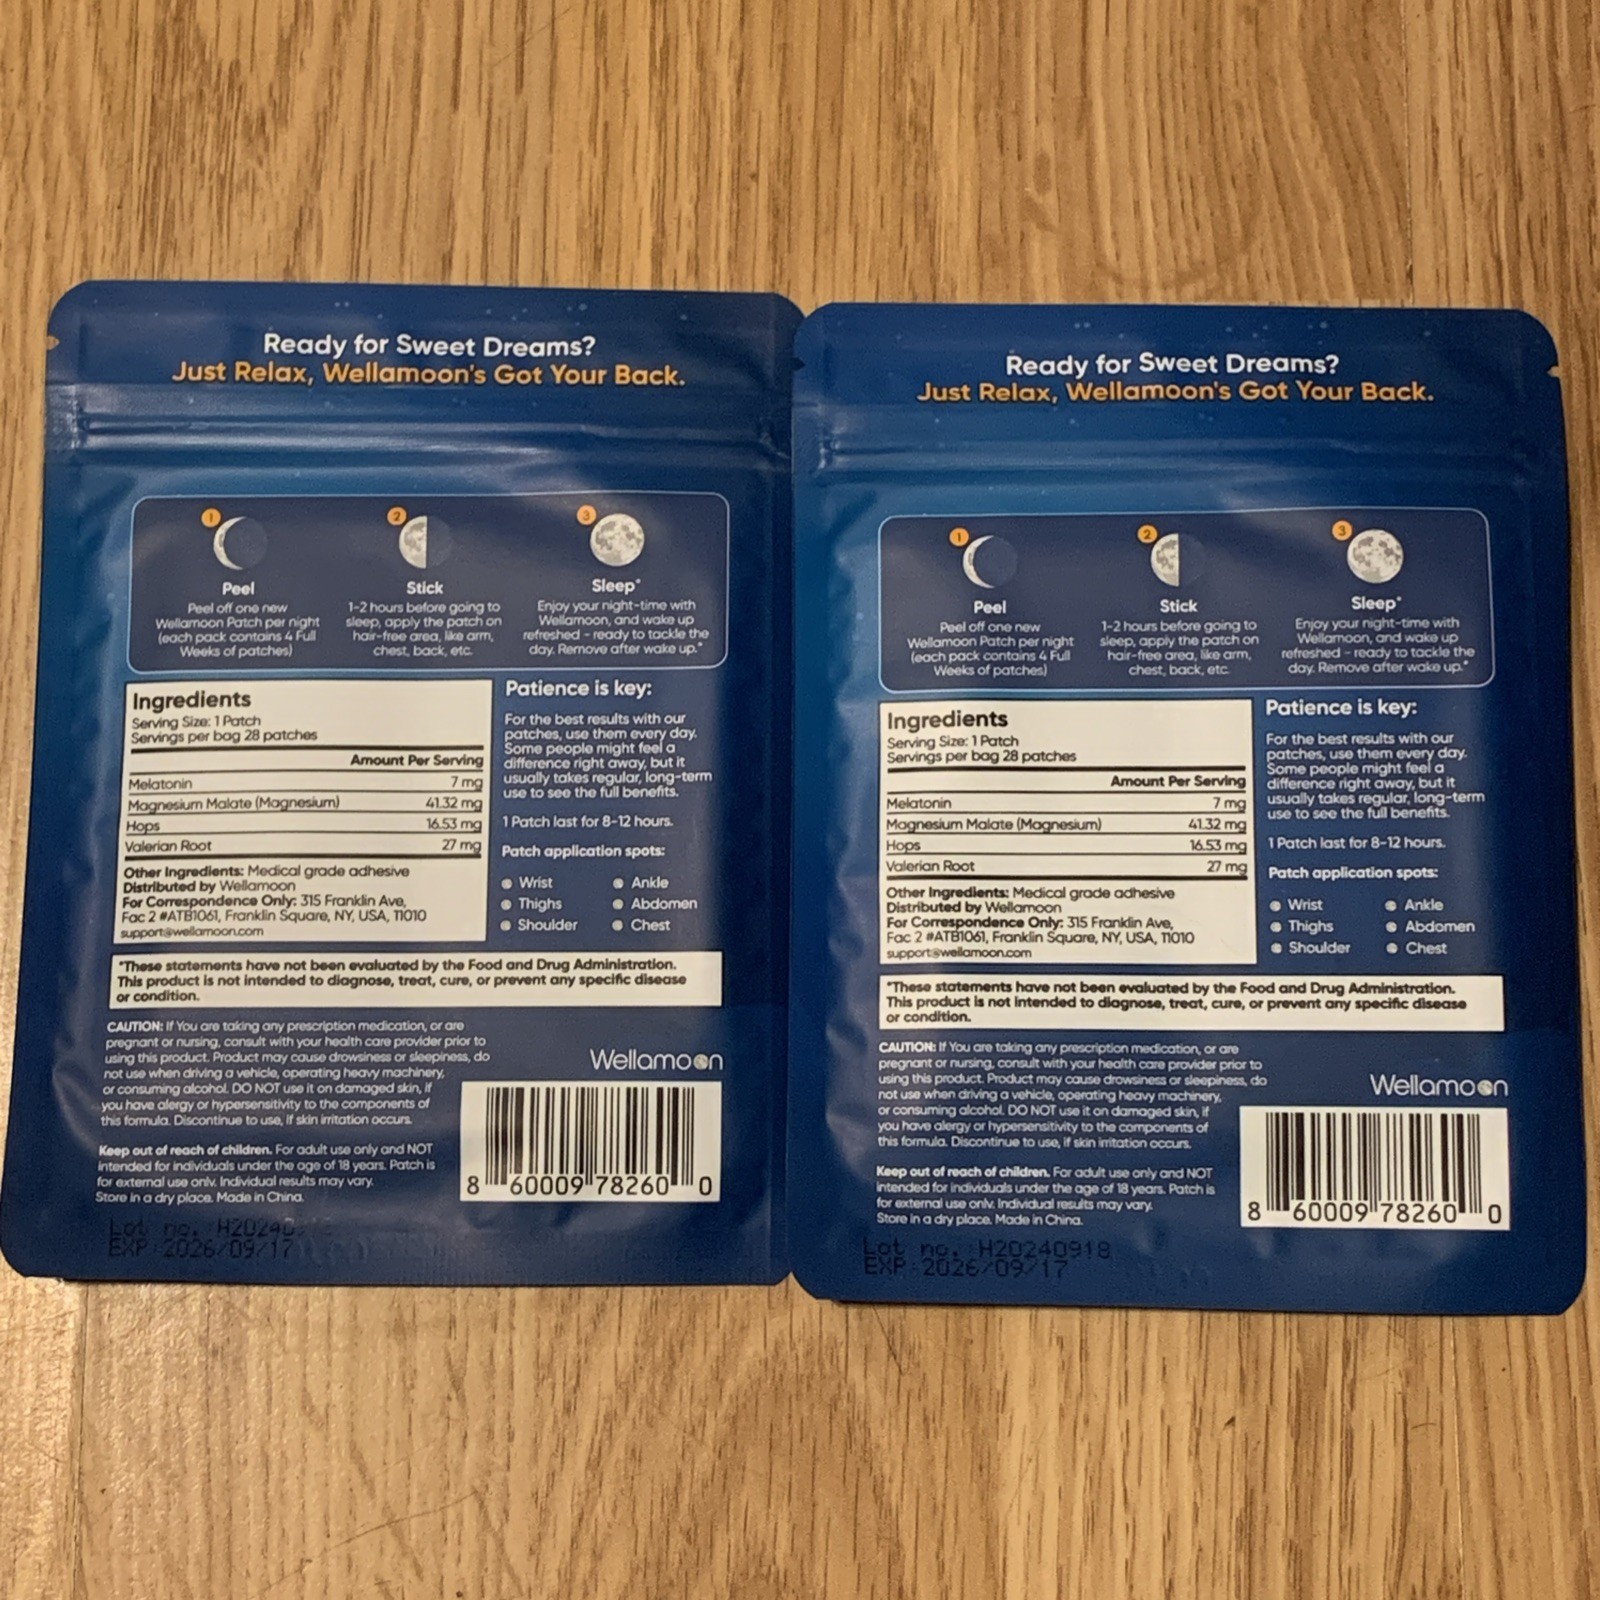 Ready for Sweet Dreams?
Just Relax, Wellamoon's Got Your Back.
1
Peel
Peel off one new
Wellamoon Patch per night
(each pack contains 4 Full
Weeks of patches)
2
Stick
1-2 hours before going to
sleep, apply the patch on
hair-free area, like arm,
chest, back, etc.
3
Sleep*
Enjoy your night-time with
Wellamoon, and wake up
refreshed - ready to tackle the
day. Remove after wake up.*
Ingredients
Serving Size: 1 Patch
Servings per bag 28 patches
Amount Per Serving
Melatonin 7 mg
Magnesium Malate (Magnesium) 41.32 mg
Hops 16.53 mg
Valerian Root 27 mg
Other Ingredients: Medical grade adhesive
Distributed by Wellamoon
For Correspondence Only: 315 Franklin Ave,
Fac 2 #ATB1061, Franklin Square, NY, USA, 11010
support@wellamoon.com
Patience is key:
For the best results with our
patches, use them every day.
Some people might feel a
difference right away, but it
usually takes regular, long-term
use to see the full benefits.
1 Patch last for 8-12 hours.
Patch application spots:
Wrist Ankle
Thighs Abdomen
Shoulder Chest
*These statements have not been evaluated by the Food and Drug Administration.
This product is not intended to diagnose, treat, cure, or prevent any specific disease
or condition.
CAUTION: If You are taking any prescription medication, or are
pregnant or nursing, consult with your health care provider prior to
using this product. Product may cause drowsiness or sleepiness, do
not use when driving a vehicle, operating heavy machinery,
or consuming alcohol. DO NOT use it on damaged skin, if
you have alergy or hypersensitivity to the components of
this formula. Discontinue to use, if skin irritation occurs.
Keep out of reach of children. For adult use only and NOT
intended for individuals under the age of 18 years. Patch is
for external use only. Individual results may vary.
Store in a dry place. Made in China.
Wellamoon
8 60009 78260 0
Lot no. 
EXP: 2026/09/17
Ready for Sweet Dreams?
Just Relax, Wellamoon's Got Your Back.
1
Peel
Peel off one new
Wellamoon Patch per night
(each pack contains 4 Full
Weeks of patches)
2
Stick
1-2 hours before going to
sleep, apply the patch on
hair-free area, like arm,
chest, back, etc.
3
Sleep*
Enjoy your night-time with
Wellamoon, and wake up
refreshed - ready to tackle the
day. Remove after wake up.*
Ingredients
Serving Size: 1 Patch
Servings per bag 28 patches
Amount Per Serving
Melatonin 7 mg
Magnesium Malate (Magnesium) 41.32 mg
Hops 16.53 mg
Valerian Root 27 mg
Other Ingredients: Medical grade adhesive
Distributed by Wellamoon
For Correspondence Only: 315 Franklin Ave,
Fac 2 #ATB1061, Franklin Square, NY, USA, 11010
support@wellamoon.com
Patience is key:
For the best results with our
patches, use them every day.
Some people might feel a
difference right away, but it
usually takes regular, long-term
use to see the full benefits.
1 Patch last for 8-12 hours.
Patch application spots:
Wrist Ankle
Thighs Abdomen
Shoulder Chest
*These statements have not been evaluated by the Food and Drug Administration.
This product is not intended to diagnose, treat, cure, or prevent any specific disease
or condition.
CAUTION: If You are taking any prescription medication, or are
pregnant or nursing, consult with your health care provider prior to
using this product. Product may cause drowsiness or sleepiness, do
not use when driving a vehicle, operating heavy machinery,
or consuming alcohol. DO NOT use it on damaged skin, if
you have alergy or hypersensitivity to the components of
this formula. Discontinue to use, if skin irritation occurs.
Keep out of reach of children. For adult use only and NOT
intended for individuals under the age of 18 years. Patch is
for external use only. Individual results may vary.
Store in a dry place. Made in China.
Wellamoon
8 60009 78260 0
Lot no. H20240918
EXP: 2026/09/17